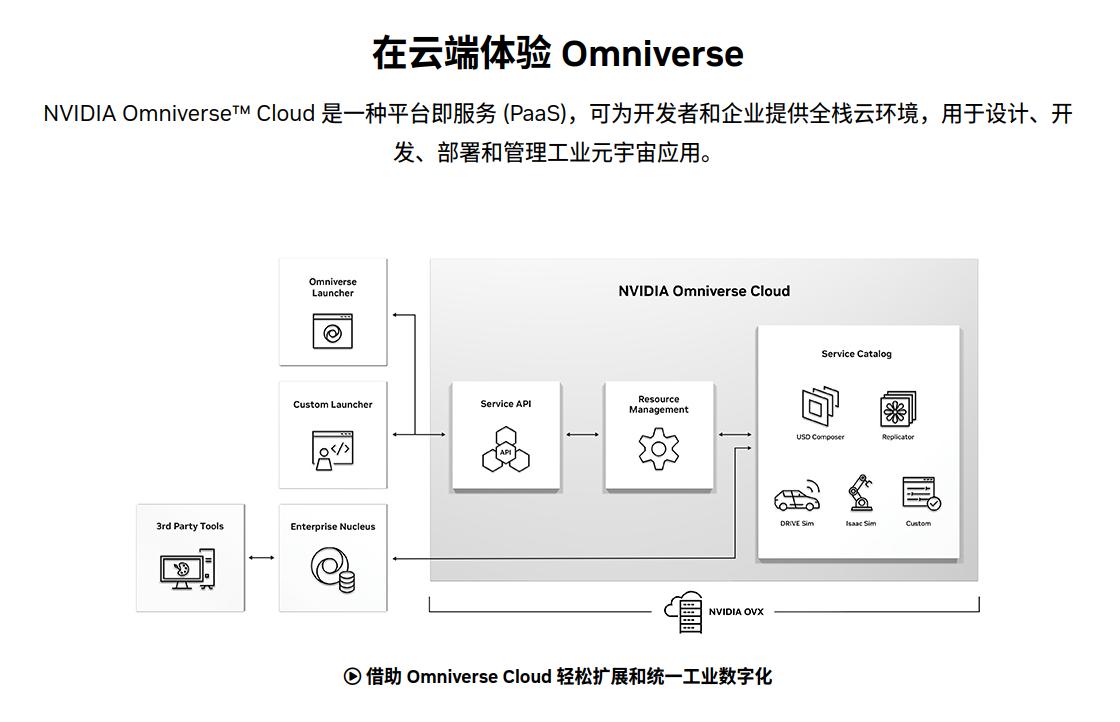 在云端体验 Omniverse
NVIDIA Omniverse™ Cloud 是一种平台即服务 (PaaS)，可为开发者和企业提供全栈云环境，用于设计、开
发、部署和管理工业元宇宙应用。
Omniverse
Launcher
NVIDIA Omniverse Cloud
Service Catalog
Custom Launcher
Service API
API
Resource
Management
USD Composer
Replicator
DRIVE Sim
Isaac Sim
Custom
3rd Party Tools
Enterprise Nucleus
NVIDIA OVX
借助 Omniverse Cloud 轻松扩展和统一工业数字化